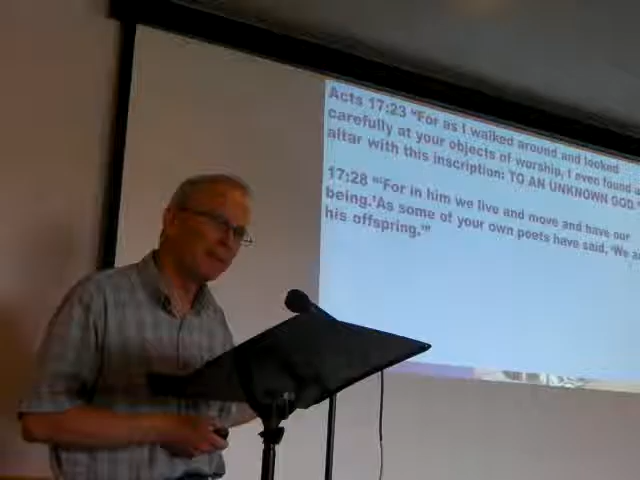 Acts 17:23 "For as I walked around and looked
carefully at your objects of worship, I even found a
altar with this inscription: TO AN UNKNOWN GOD."
17:28 "'For in him we live and move and have our
being.'As some of your own poets have said, 'We a
his offspring.'"